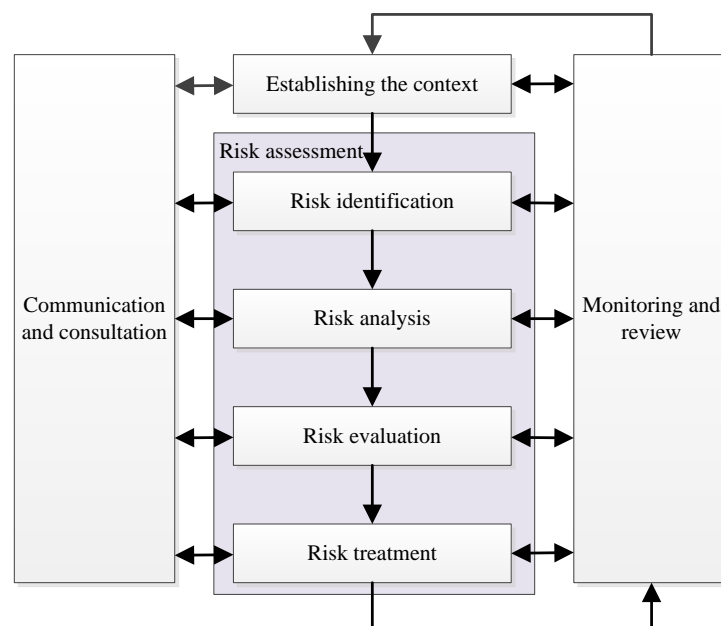 Establishing the context
Risk assessment
Risk identification
Communication
and consultation
Risk analysis
Monitoring and
review
Risk evaluation
Risk treatment